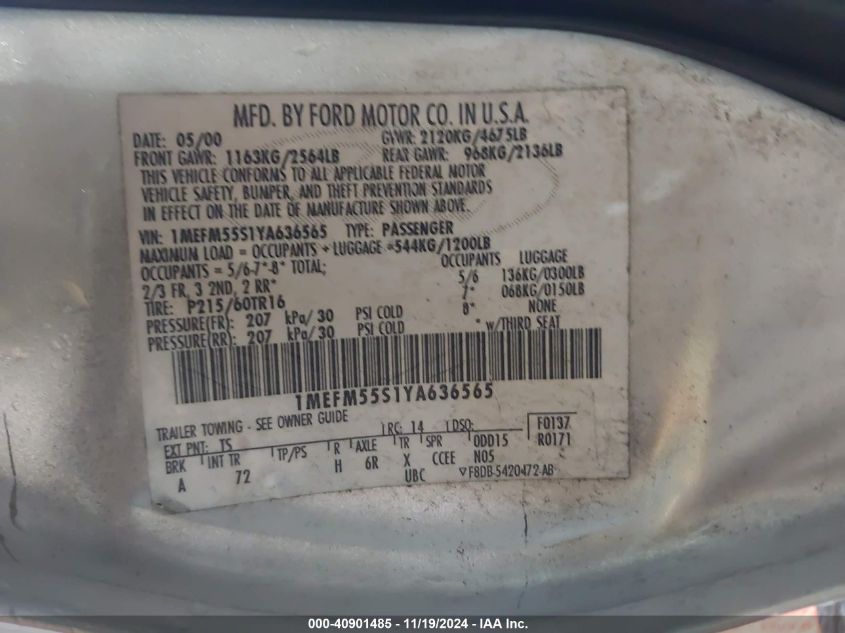 MFD. BY FORD MOTOR CO. IN U.S.A.
DATE: 05/00 GVWR: 2120KG/4675LB
FRONT GAWR: 1163KG/2564LB REAR GAWR: 968KG/2136LB
THIS VEHICLE CONFORMS TO ALL APPLICABLE FEDERAL MOTOR
VEHICLE SAFETY, BUMPER, AND THEFT PREVENTION STANDARDS
IN EFFECT ON THE DATE OF MANUFACTURE SHOWN ABOVE.
VIN: 1MEFM55S1YA636565 TYPE: PASSENGER
MAXIMUM LOAD = OCCUPANTS + LUGGAGE =544KG/1200LB
OCCUPANTS = 5/6-7*-8* TOTAL; OCCUPANTS LUGGAGE
2/3 FR, 3 2ND, 2 RR* 5/6 136KG/0300LB
TIRE: P215/60TR16 7* 068KG/0150LB
PRESSURE(FR): 207 kPa/ 30 PSI COLD 8* NONE
PRESSURE(RR): 207 kPa/ 30 PSI COLD * w/THIRD SEAT
1MEFM55S1YA636565
TRAILER TOWING - SEE OWNER GUIDE
EXT PNT: TS RC: 14 DSO: F0137
BRK INT TR TP/PS R AXLE TR SPR ODD15 R0171
A 72 H 6R X CCEE N05
UBC ▽F8DB-5420472-AB
000-40901485 - 11/19/2024 - IAA Inc.